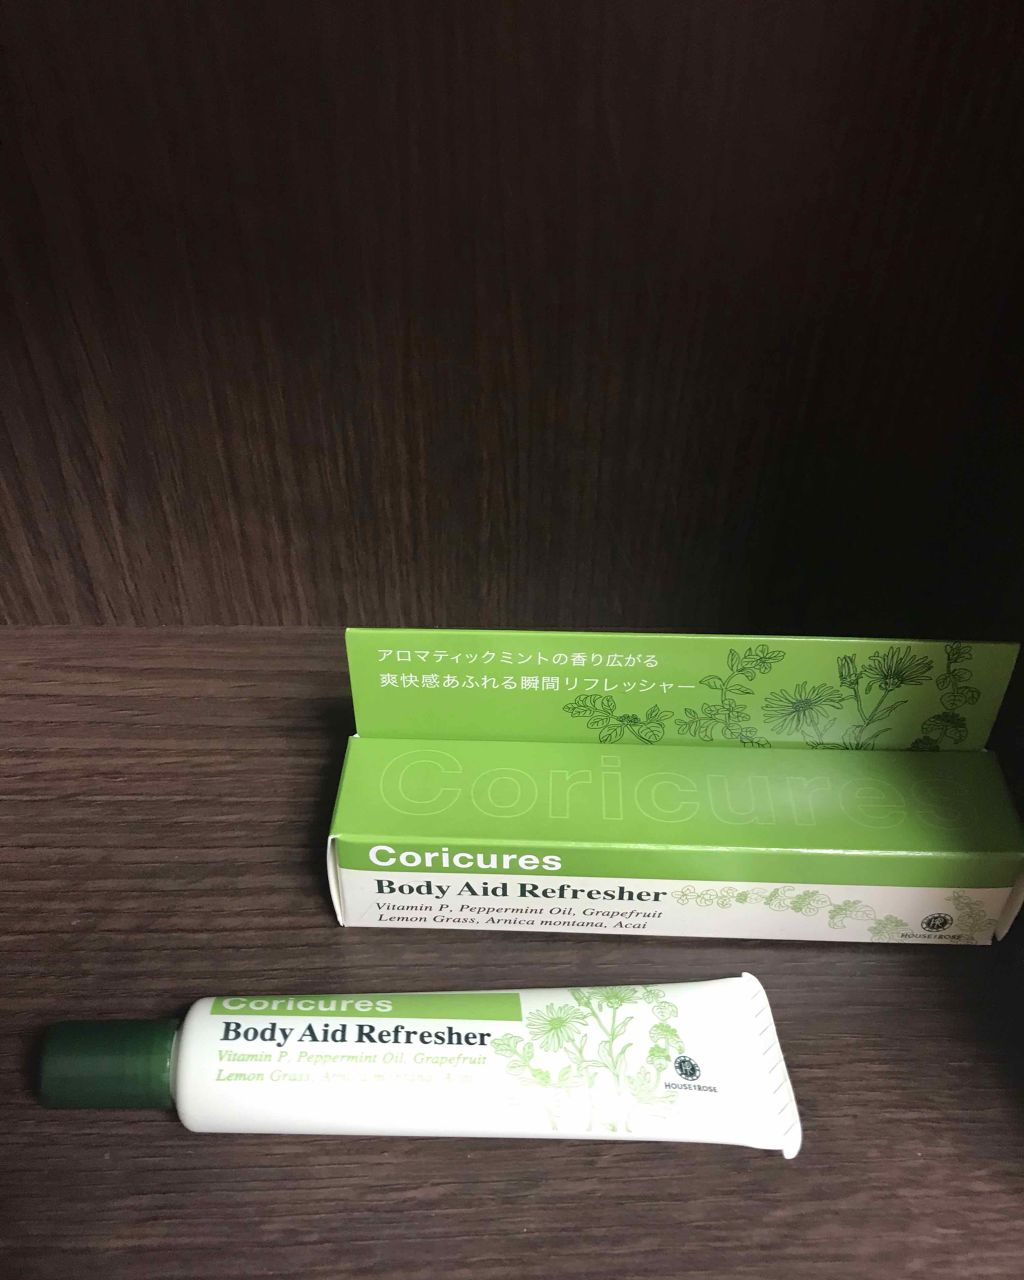 アロマティックミントの香り広がる
爽快感あふれる瞬間リフレッシャー
Coricures
Coricures
Body Aid Refresher
Vitamin P, Peppermint Oil, Grapefruit
Lemon Grass, Arnica montana, Acai
HOUSE OF ROSE
Coricures
Body Aid Refresher
Vitamin P, Peppermint Oil, Grapefruit
Lemon Grass,
HOUSE OF ROSE